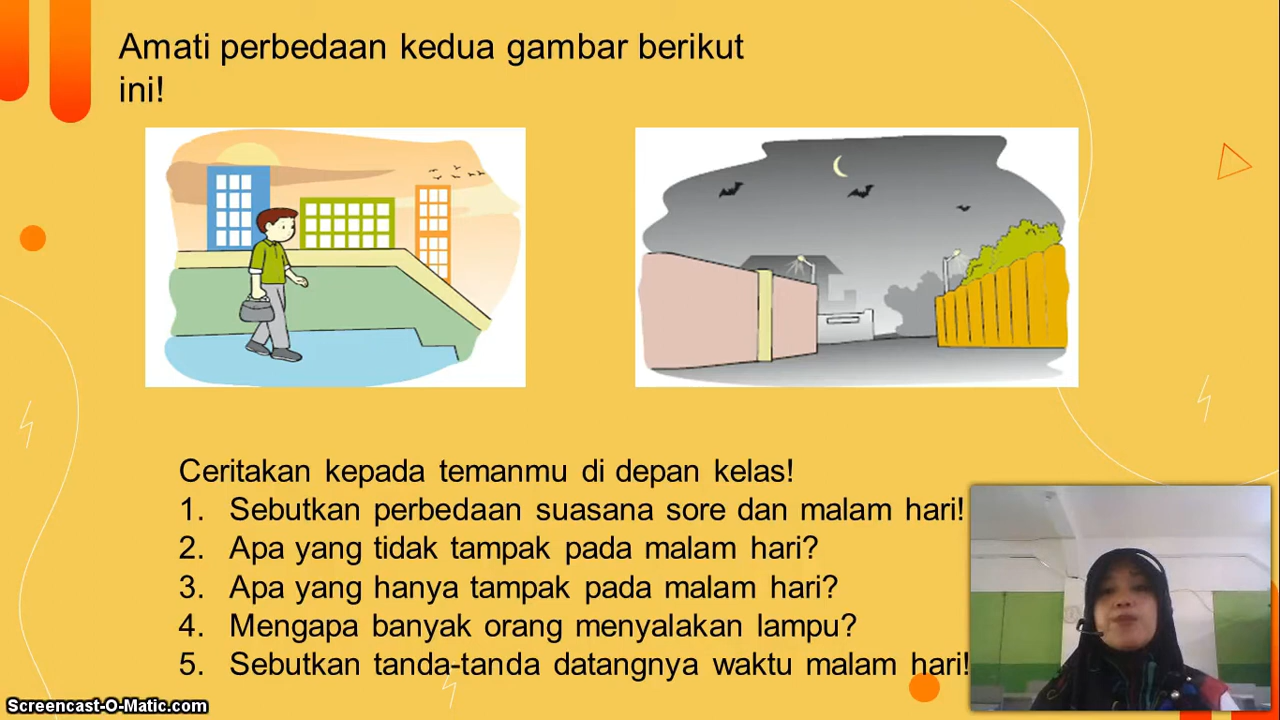 Amati perbedaan kedua gambar berikut
ini!
Ceritakan kepada temanmu di depan kelas!
1. Sebutkan perbedaan suasana sore dan malam hari!
2. Apa yang tidak tampak pada malam hari?
3. Apa yang hanya tampak pada malam hari?
4. Mengapa banyak orang menyalakan lampu?
5. Sebutkan tanda-tanda datangnya waktu malam hari!
Screencast-O-Matic.com